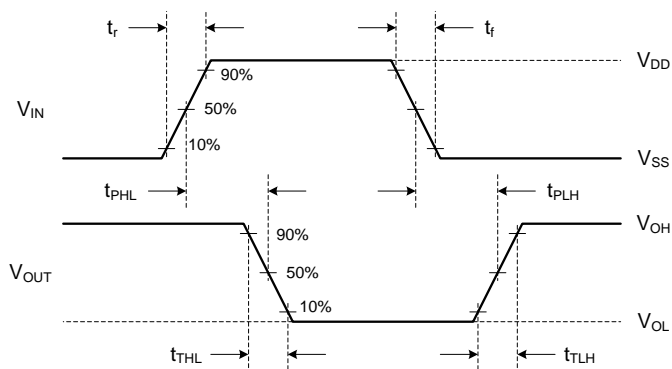 tr
tf
90%
VDD
VIN
50%
10%
VSS
tPHL
tPLH
90%
VOH
VOUT
50%
10%
VOL
tTHL
tTLH